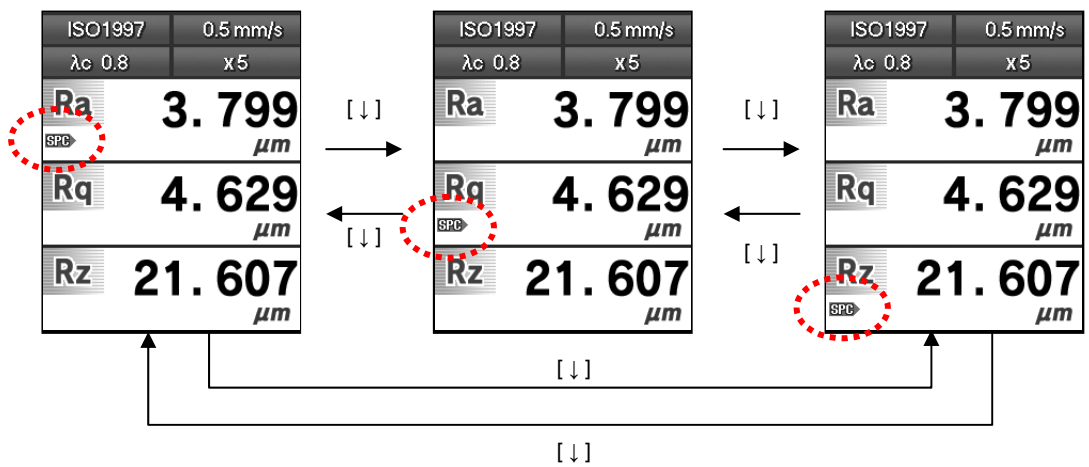 ISO1997 0.5 mm/s
λc 0.8 x5
Ra 3.799
SPC µm
Rq 4.629
µm
Rz 21.607
µm
[↓]
[↓]
ISO1997 0.5 mm/s
λc 0.8 x5
Ra 3.799
µm
Rq 4.629
SPC µm
Rz 21.607
µm
[↓]
[↓]
ISO1997 0.5 mm/s
λc 0.8 x5
Ra 3.799
µm
Rq 4.629
µm
Rz 21.607
SPC µm
[↓]
[↓]